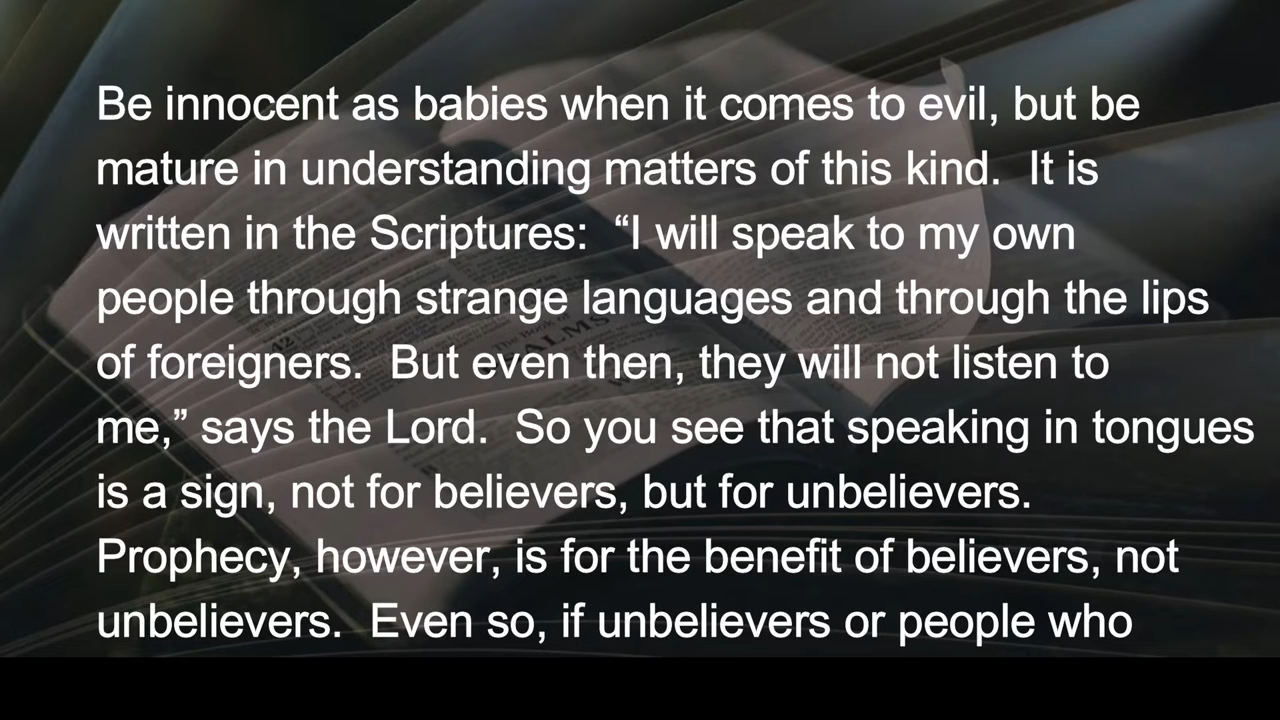 Be innocent as babies when it comes to evil, but be
mature in understanding matters of this kind.  It is
written in the Scriptures:  “I will speak to my own
people through strange languages and through the lips
of foreigners.  But even then, they will not listen to
me,” says the Lord.  So you see that speaking in tongues
is a sign, not for believers, but for unbelievers.
Prophecy, however, is for the benefit of believers, not
unbelievers.  Even so, if unbelievers or people who